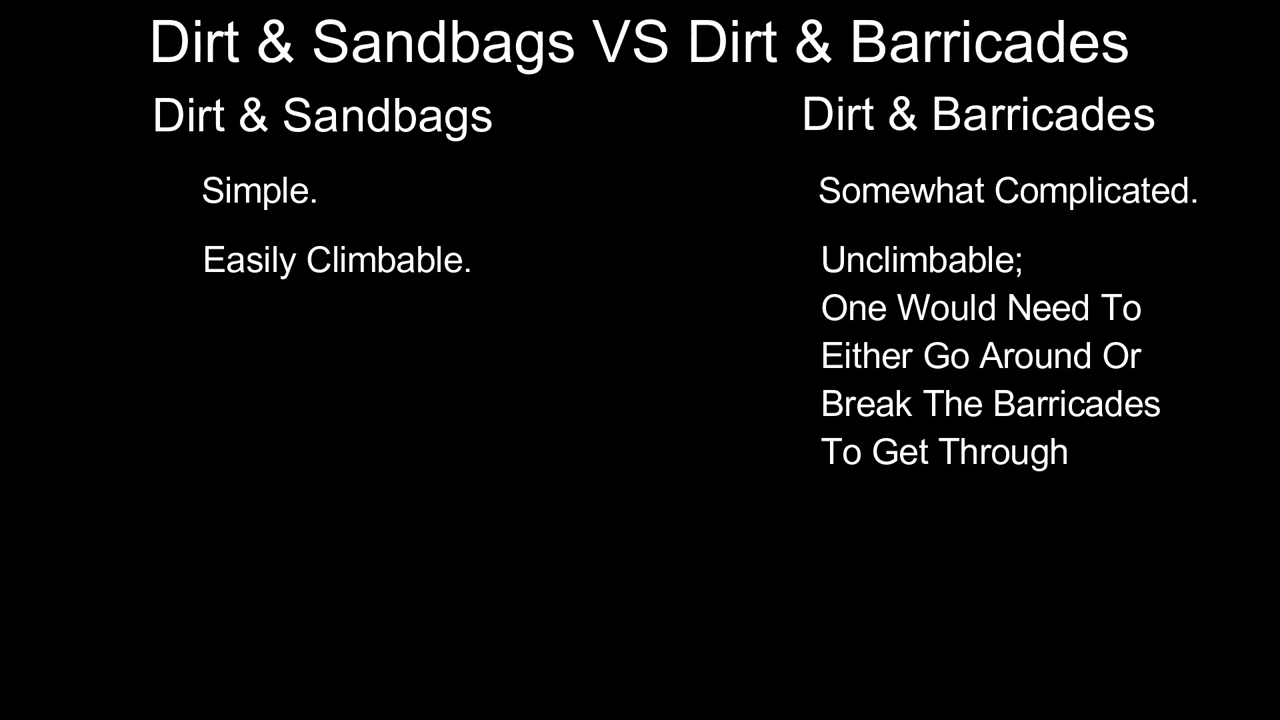 Dirt & Sandbags VS Dirt & Barricades
Dirt & Sandbags
Simple.
Easily Climbable.
Dirt & Barricades
Somewhat Complicated.
Unclimbable;
One Would Need To
Either Go Around Or
Break The Barricades
To Get Through